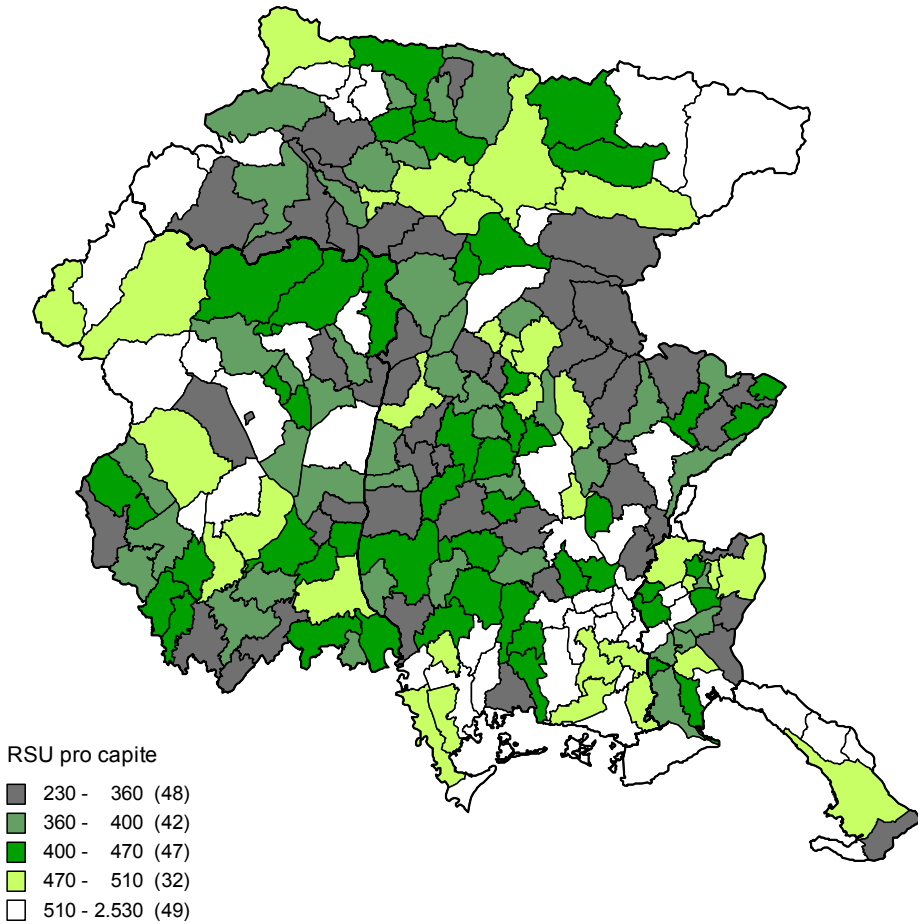 RSU pro capite
230 - 360 (48)
360 - 400 (42)
400 - 470 (47)
470 - 510 (32)
510 - 2.530 (49)